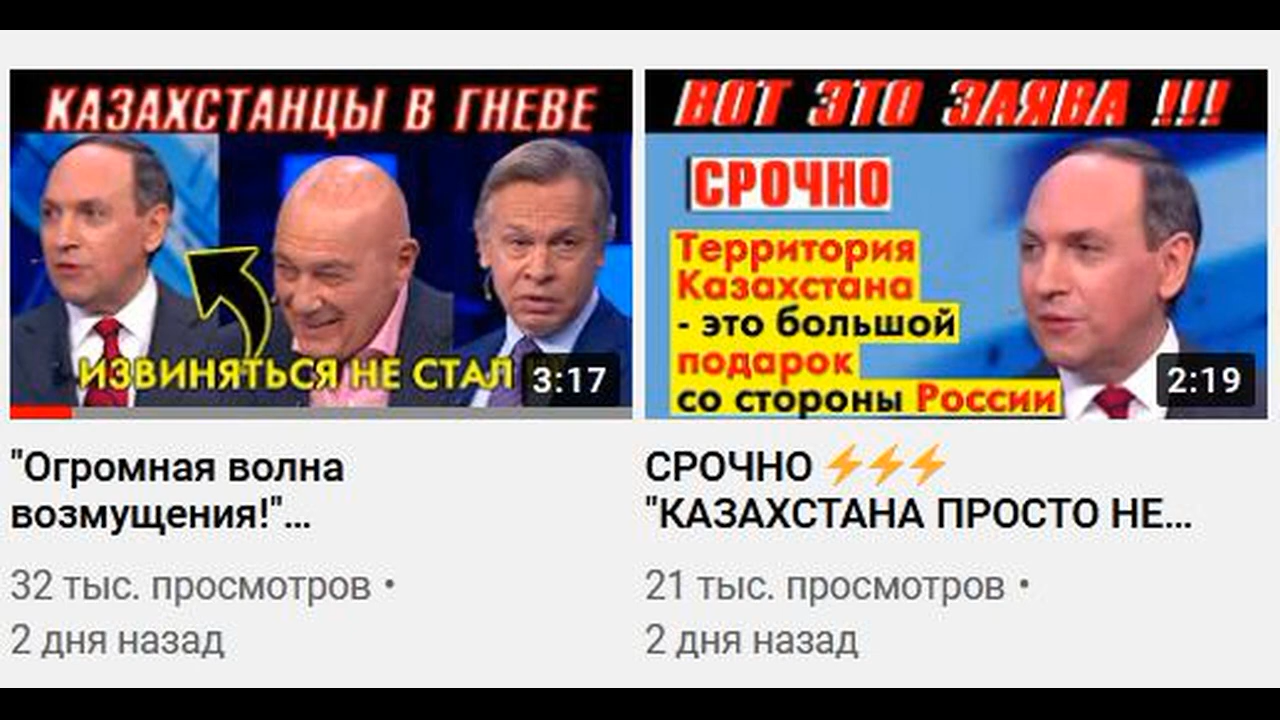 КАЗАХСТАНЦЫ В ГНЕВЕ
ИЗВИНЯТЬСЯ НЕ СТАЛ
3:17
"Огромная волна
возмущения!"...
32 тыс. просмотров •
2 дня назад
ВОТ ЭТО ЗАЯВА !!!
СРОЧНО
Территория
Казахстана
- это большой
подарок
со стороны России
2:19
СРОЧНО ⚡⚡⚡
"КАЗАХСТАНА ПРОСТО НЕ...
21 тыс. просмотров •
2 дня назад